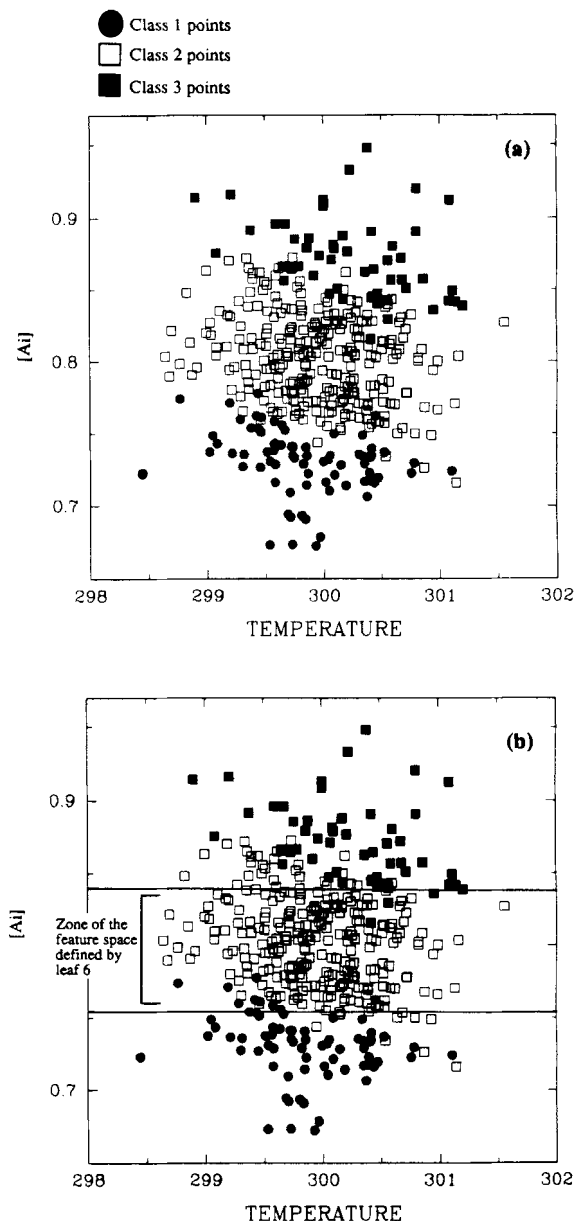 Class 1 points
Class 2 points
Class 3 points
(a)
0.9
0.8
0.7
[Ai]
298
299
300
301
302
TEMPERATURE
(b)
0.9
0.7
[Ai]
Zone of the
feature space
defined by
leaf 6
298
299
300
301
302
TEMPERATURE